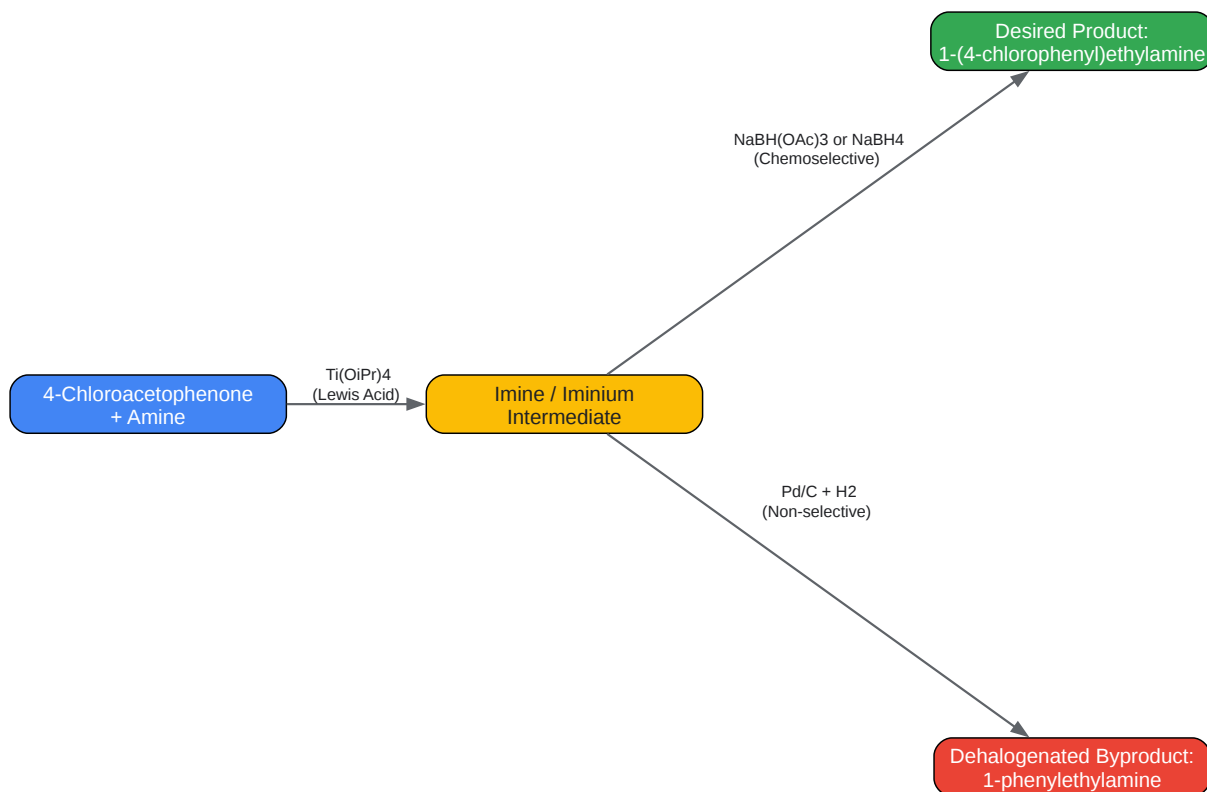 Desired Product:
1-(4-chlorophenyl)ethylamine
NaBH(OAc)3 or NaBH4
(Chemoselective)
Ti(OiPr)4
(Lewis Acid)
4-Chloroacetophenone
+ Amine
Imine / Iminium
Intermediate
Pd/C + H2
(Non-selective)
Dehalogenated Byproduct:
1-phenylethylamine